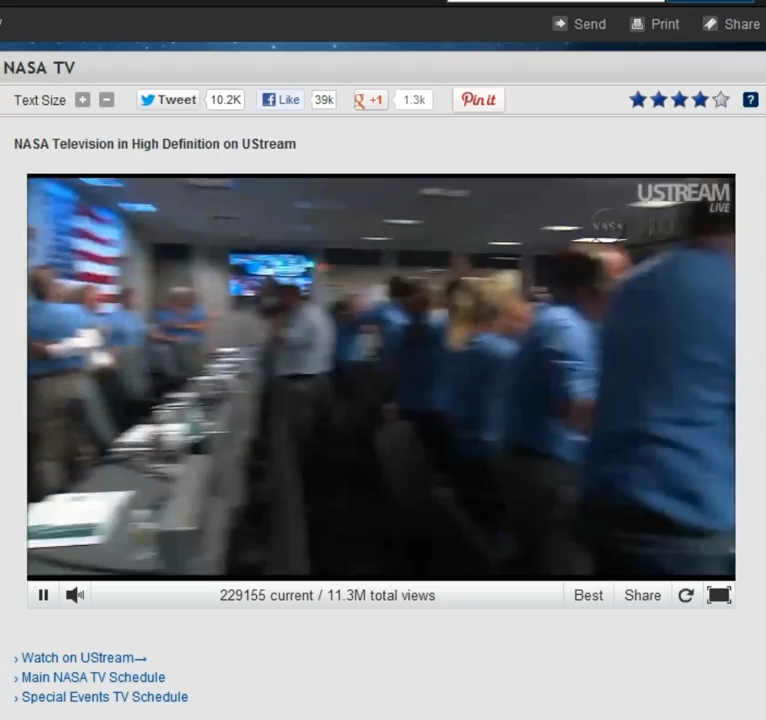 Send Print Share
NASA TV
Text Size + - Tweet 10.2K f Like 39k g +1 1.3k Pin it ?
NASA Television in High Definition on UStream
USTREAM
LIVE
NASA
229155 current / 11.3M total views Best Share
› Watch on UStream→
› Main NASA TV Schedule
› Special Events TV Schedule